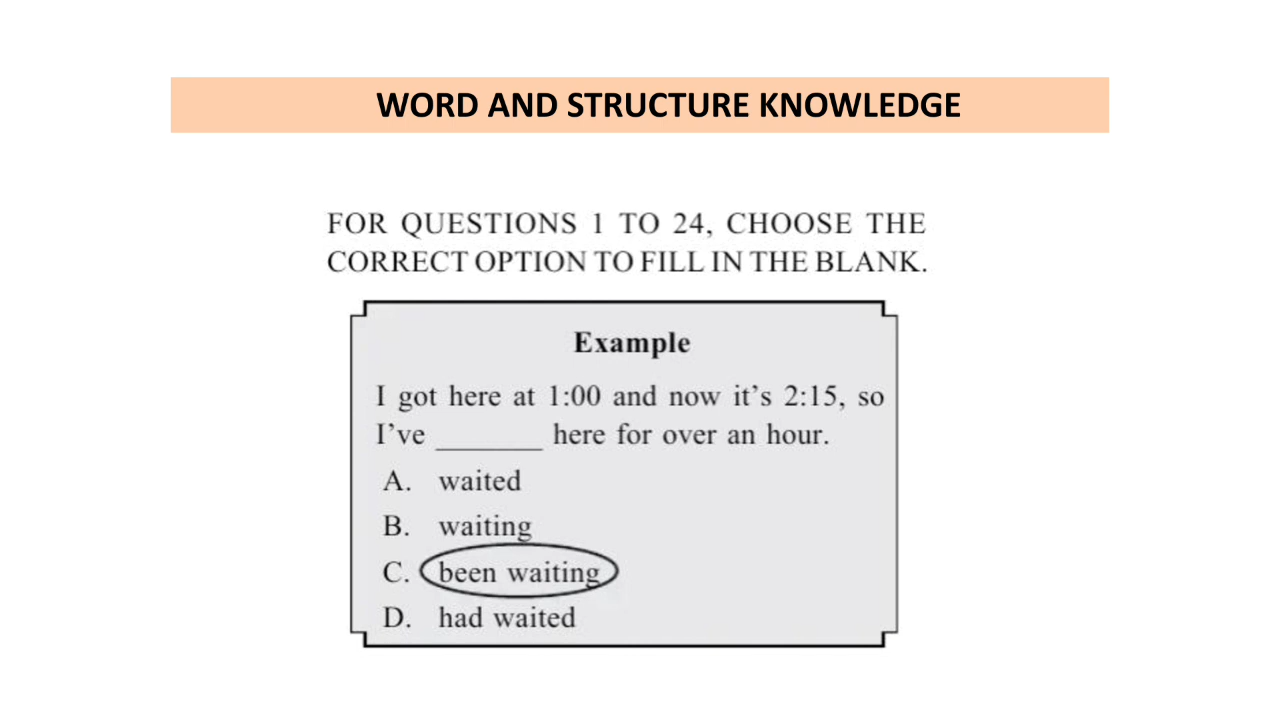 WORD AND STRUCTURE KNOWLEDGE
FOR QUESTIONS 1 TO 24, CHOOSE THE
CORRECT OPTION TO FILL IN THE BLANK.
Example
I got here at 1:00 and now it's 2:15, so
I've _______ here for over an hour.
A. waited
B. waiting
C. been waiting
D. had waited